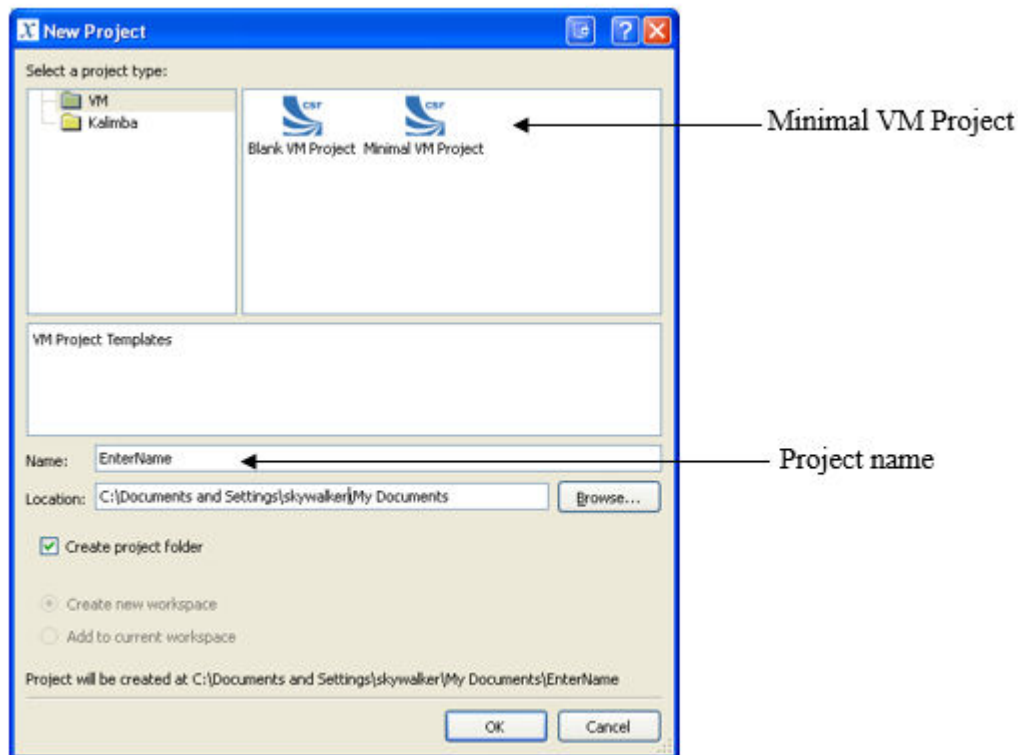 New Project
Select a project type:
VM
Kalimba
CSR CSR
Blank VM Project Minimal VM Project
Minimal VM Project
VM Project Templates
Name: EnterName
Project name
Location: C:\Documents and Settings\skywalker\My Documents Browse...
Create project folder
Create new workspace
Add to current workspace
Project will be created at C:\Documents and Settings\skywalker\My Documents\EnterName
OK Cancel